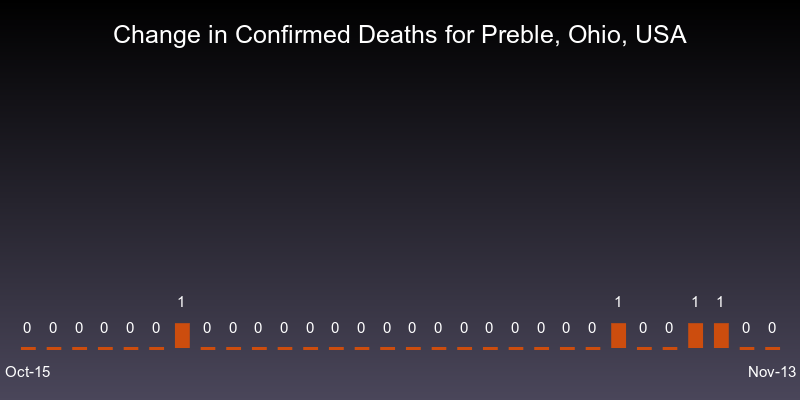 Change in Confirmed Deaths for Preble, Ohio, USA
1 1 1 1
0 0 0 0 0 0 0 0 0 0 0 0 0 0 0 0 0 0 0 0 0 0 0 0 0 0
Oct-15 Nov-13